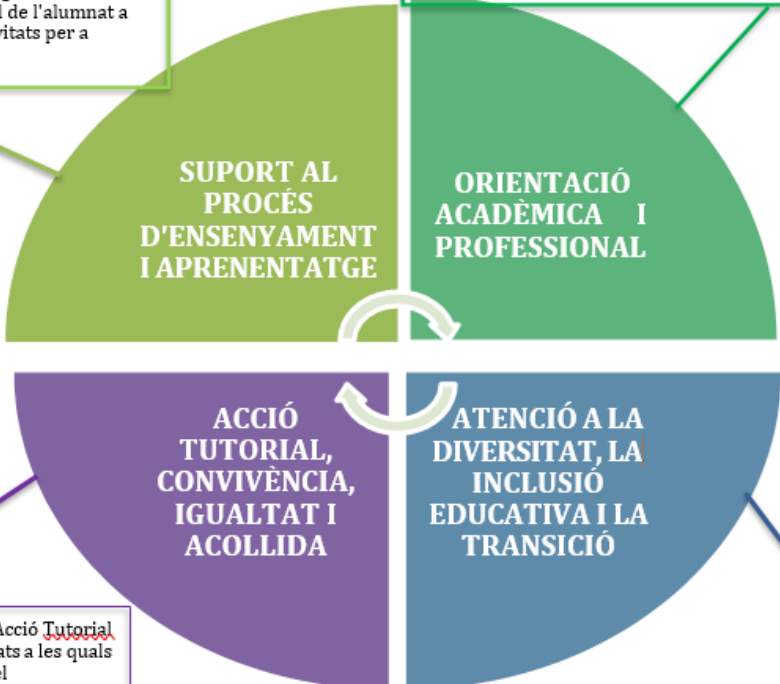 l de l'alumnat a
vitats per a
SUPORT AL
PROCÉS
D'ENSENYAMENT
I APRENENTATGE
ORIENTACIÓ
ACADÈMICA I
PROFESSIONAL
ACCIÓ
TUTORIAL,
CONVIVÈNCIA,
IGUALTAT I
ACOLLIDA
ATENCIÓ A LA
DIVERSITAT, LA
INCLUSIÓ
EDUCATIVA I LA
TRANSICIÓ
Acció Tutorial
ats a les quals
el